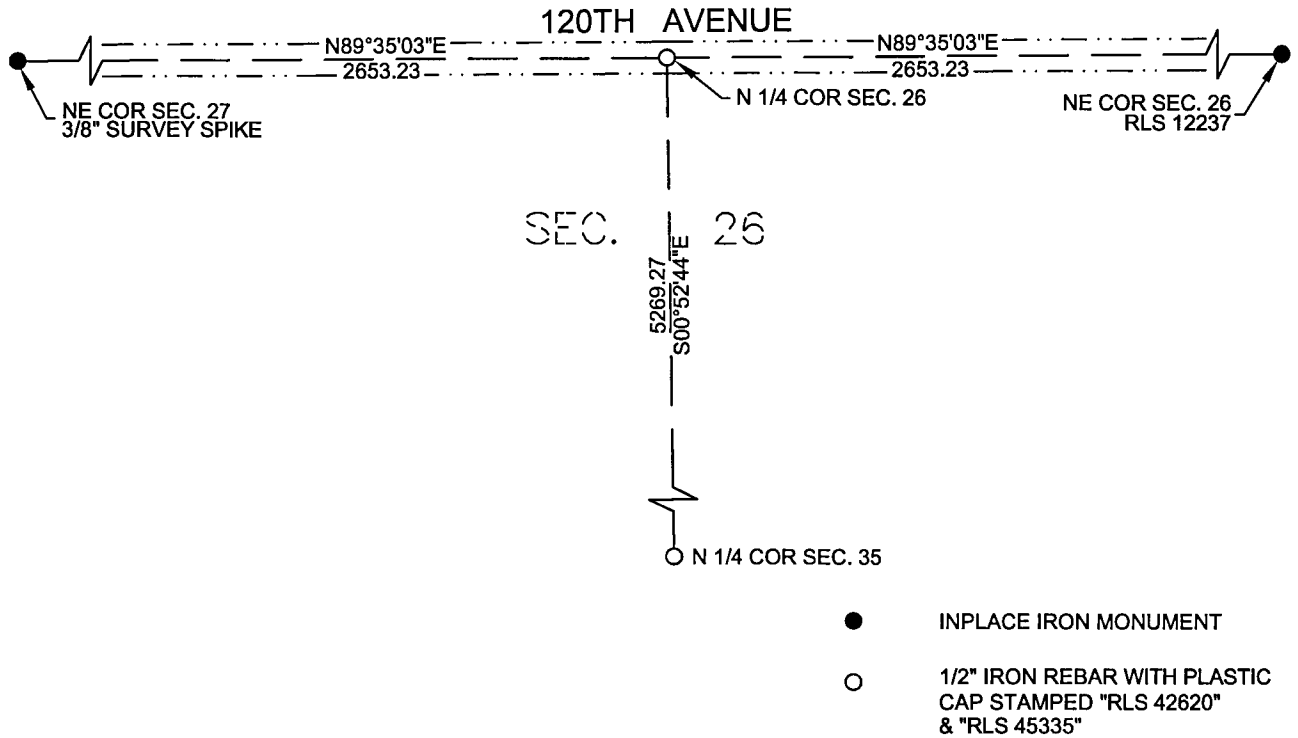 120TH AVENUE
N89°35'03"E
2653.23
N89°35'03"E
2653.23
NE COR SEC. 27
3/8" SURVEY SPIKE
N 1/4 COR SEC. 26
NE COR SEC. 26
RLS 12237
SEC. 26
5269.27
S00°52'44"E
N 1/4 COR SEC. 35
INPLACE IRON MONUMENT
1/2" IRON REBAR WITH PLASTIC
CAP STAMPED "RLS 42620"
& "RLS 45335"